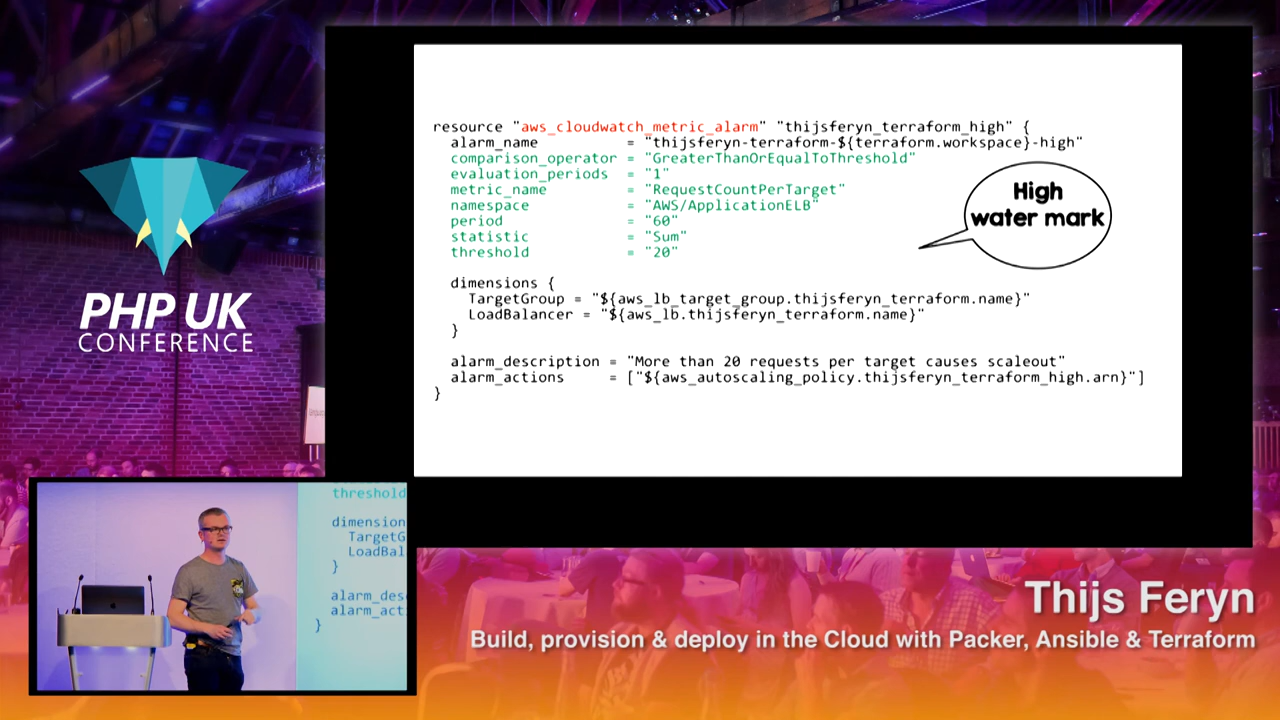 resource "aws_cloudwatch_metric_alarm" "thijsferyn_terraform_high" {
alarm_name = "thijsferyn-terraform-${terraform.workspace}-high"
comparison_operator = "GreaterThanOrEqualToThreshold"
evaluation_periods = "1"
metric_name = "RequestCountPerTarget"
namespace = "AWS/ApplicationELB"
period = "60"
statistic = "Sum"
threshold = "20"
dimensions {
TargetGroup = "${aws_lb_target_group.thijsferyn_terraform.name}"
LoadBalancer = "${aws_lb.thijsferyn_terraform.name}"
}
alarm_description = "More than 20 requests per target causes scaleout"
alarm_actions = ["${aws_autoscaling_policy.thijsferyn_terraform_high.arn}"]
}
High
water mark
PHP UK
CONFERENCE
threshold
dimension
TargetG
LoadBal
}
alarm_des
alarm_act
}
Thijs Feryn
Build, provision & deploy in the Cloud with Packer, Ansible & Terraform